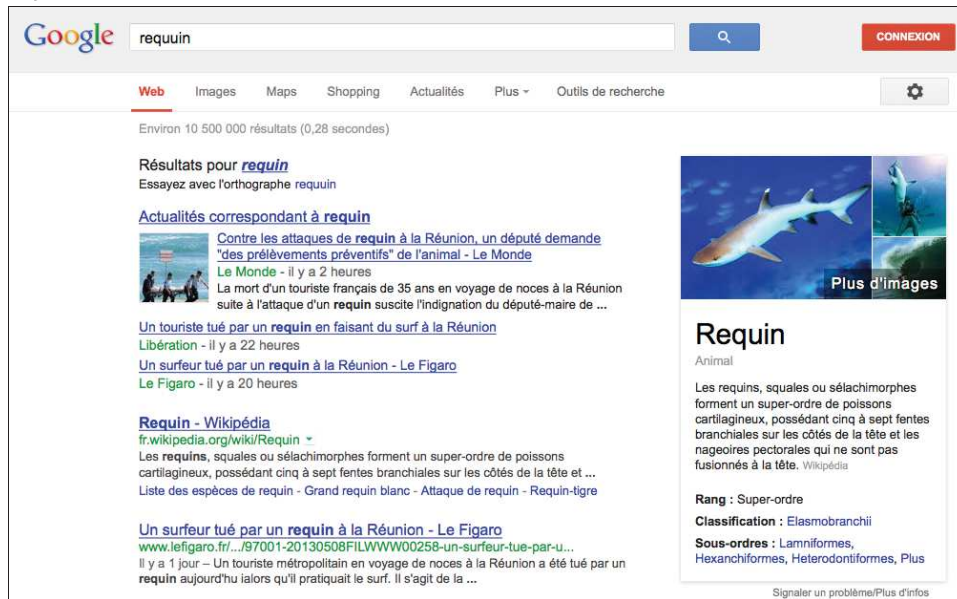 Google
requuin
CONNEXION
Web Images Maps Shopping Actualités Plus Outils de recherche
Environ 10 500 000 résultats (0,28 secondes)
Résultats pour requin
Essayez avec l'orthographe requuin
Actualités correspondant à requin
Contre les attaques de requin à la Réunion, un député demande
"des prélèvements préventifs" de l'animal - Le Monde
Le Monde - il y a 2 heures
La mort d'un touriste français de 35 ans en voyage de noces à la Réunion
suite à l'attaque d'un requin suscite l'indignation du député-maire de ...
Un touriste tué par un requin en faisant du surf à la Réunion
Libération - il y a 22 heures
Un surfeur tué par un requin à la Réunion - Le Figaro
Le Figaro - il y a 20 heures
Requin - Wikipédia
fr.wikipedia.org/wiki/Requin
Les requins, squales ou sélachimorphes forment un super-ordre de poissons
cartilagineux, possédant cinq à sept fentes branchiales sur les côtés de la tête et ...
Liste des espèces de requin - Grand requin blanc - Attaque de requin - Requin-tigre
Un surfeur tué par un requin à la Réunion - Le Figaro
www.lefigaro.fr/.../97001-20130508FILWWW00258-un-surfeur-tue-par-u...
Il y a 1 jour – Un touriste métropolitain en voyage de noces à la Réunion a été tué par un
requin aujourd'hu ialors qu'il pratiquait le surf. Il s'agit de la ...
Plus d'images
Requin
Animal
Les requins, squales ou sélachimorphes
forment un super-ordre de poissons
cartilagineux, possédant cinq à sept fentes
branchiales sur les côtés de la tête et les
nageoires pectorales qui ne sont pas
fusionnés à la tête. Wikipédia
Rang : Super-ordre
Classification : Elasmobranchii
Sous-ordres : Lamniformes,
Hexanchiformes, Heterodontiformes, Plus
Signaler un problème/Plus d'infos